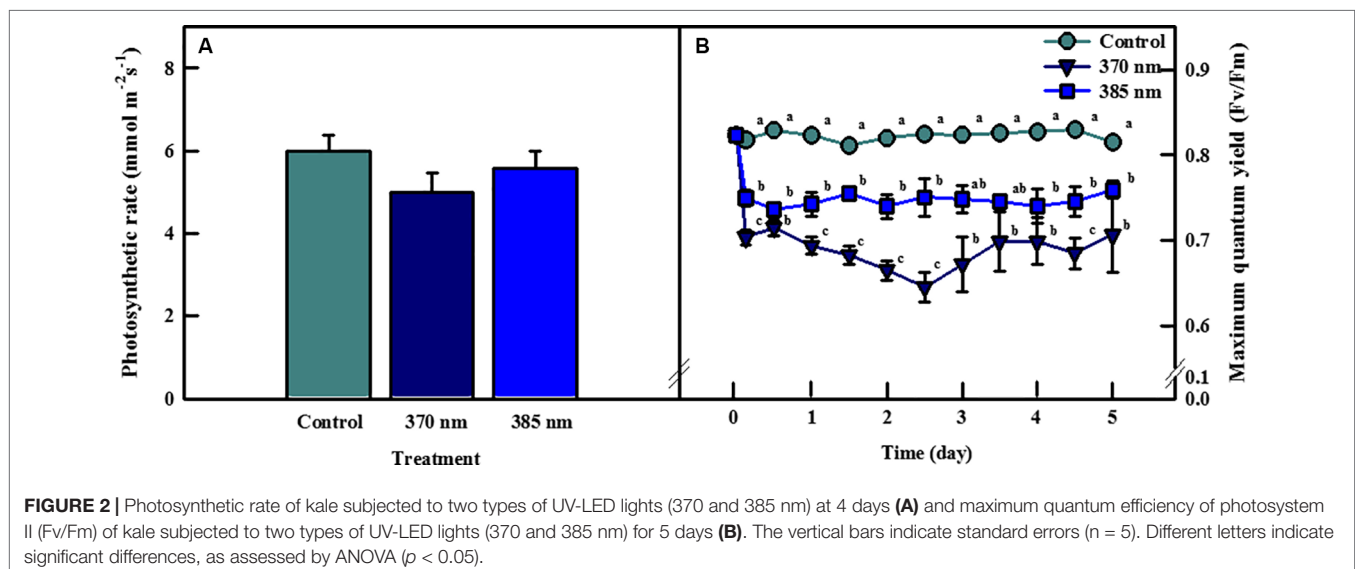 A
8
6
4
2
0
Photosynthetic rate (mmol m⁻²s⁻¹)
Control
370 nm
385 nm
Treatment
B
Control
370 nm
385 nm
a a a a a a a a a a a
b b b b b b ab ab b b b
c b c c c c b b b c b
0.9
0.8
0.7
0.6
0.1
0.0
Maximum quantum yield (Fv/Fm)
0 1 2 3 4 5
Time (day)
FIGURE 2 | Photosynthetic rate of kale subjected to two types of UV-LED lights (370 and 385 nm) at 4 days (A) and maximum quantum efficiency of photosystem
II (Fv/Fm) of kale subjected to two types of UV-LED lights (370 and 385 nm) for 5 days (B). The vertical bars indicate standard errors (n = 5). Different letters indicate
significant differences, as assessed by ANOVA (p < 0.05).